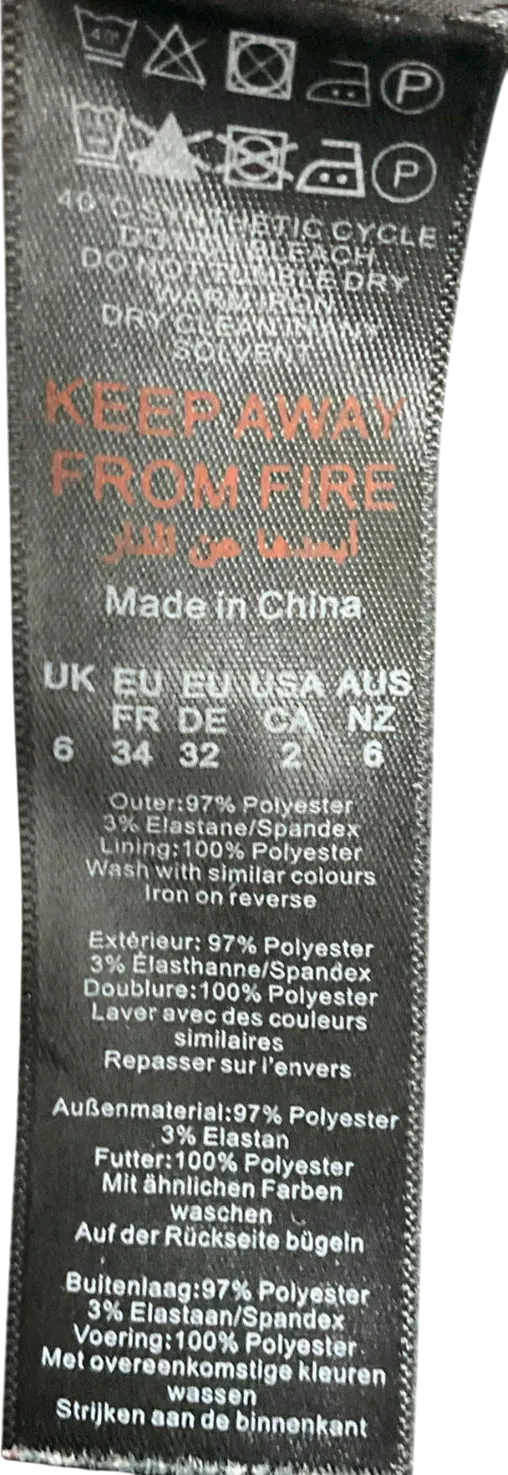 40°
P
P
40°C SYNTHETIC CYCLE
DO NOT BLEACH
DO NOT TUMBLE DRY
WARM IRON
DRY CLEAN IN ANY
SOLVENT
KEEP AWAY
FROM FIRE
أبعدها من النار
Made in China
UK EU EU USA AUS
FR DE CA NZ
6 34 32 2 6
Outer:97% Polyester
3% Elastane/Spandex
Lining:100% Polyester
Wash with similar colours
Iron on reverse
Extérieur: 97% Polyester
3% Élasthanne/Spandex
Doublure:100% Polyester
Laver avec des couleurs
similaires
Repasser sur l'envers
Außenmaterial:97% Polyester
3% Elastan
Futter:100% Polyester
Mit ähnlichen Farben
waschen
Auf der Rückseite bügeln
Buitenlaag:97% Polyester
3% Elastaan/Spandex
Voering:100% Polyester
Met overeenkomstige kleuren
wassen
Strijken aan de binnenkant